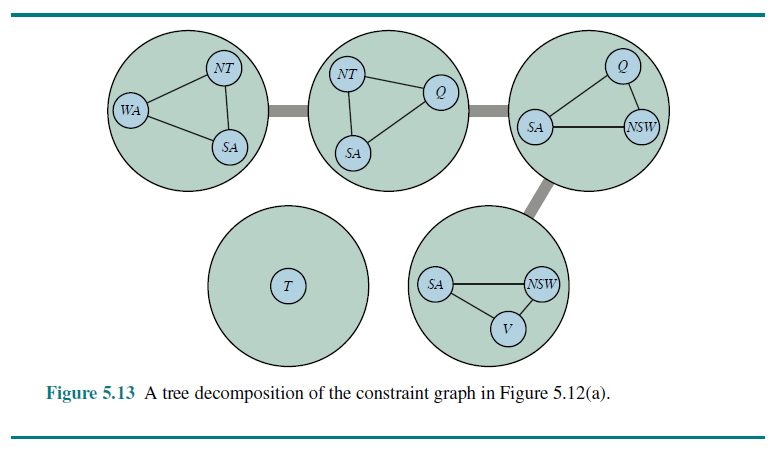 NT
WA
SA
NT
Q
SA
Q
SA
NSW
T
SA
NSW
V
Figure 5.13 A tree decomposition of the constraint graph in Figure 5.12(a).